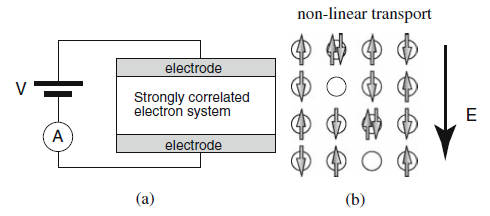 non-linear transport
electrode
V
Strongly correlated
electron system
A
electrode
E
(a)
(b)